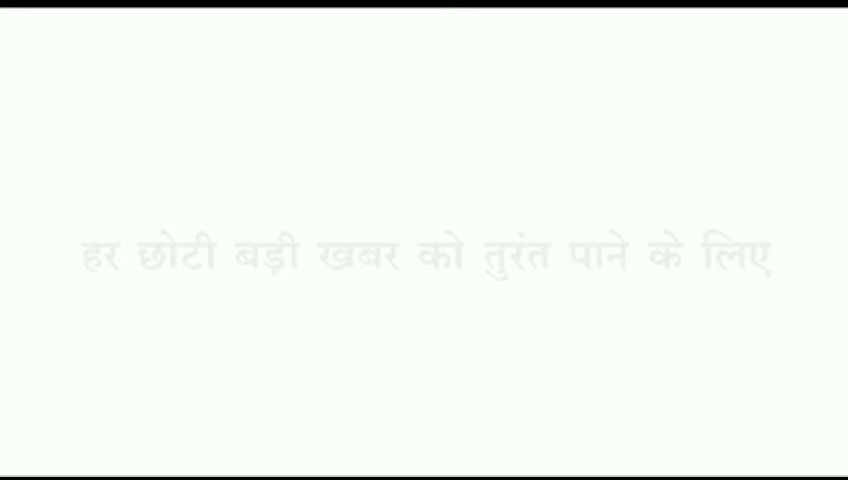 हर छोटी बड़ी खबर को तुरंत पाने के लिए